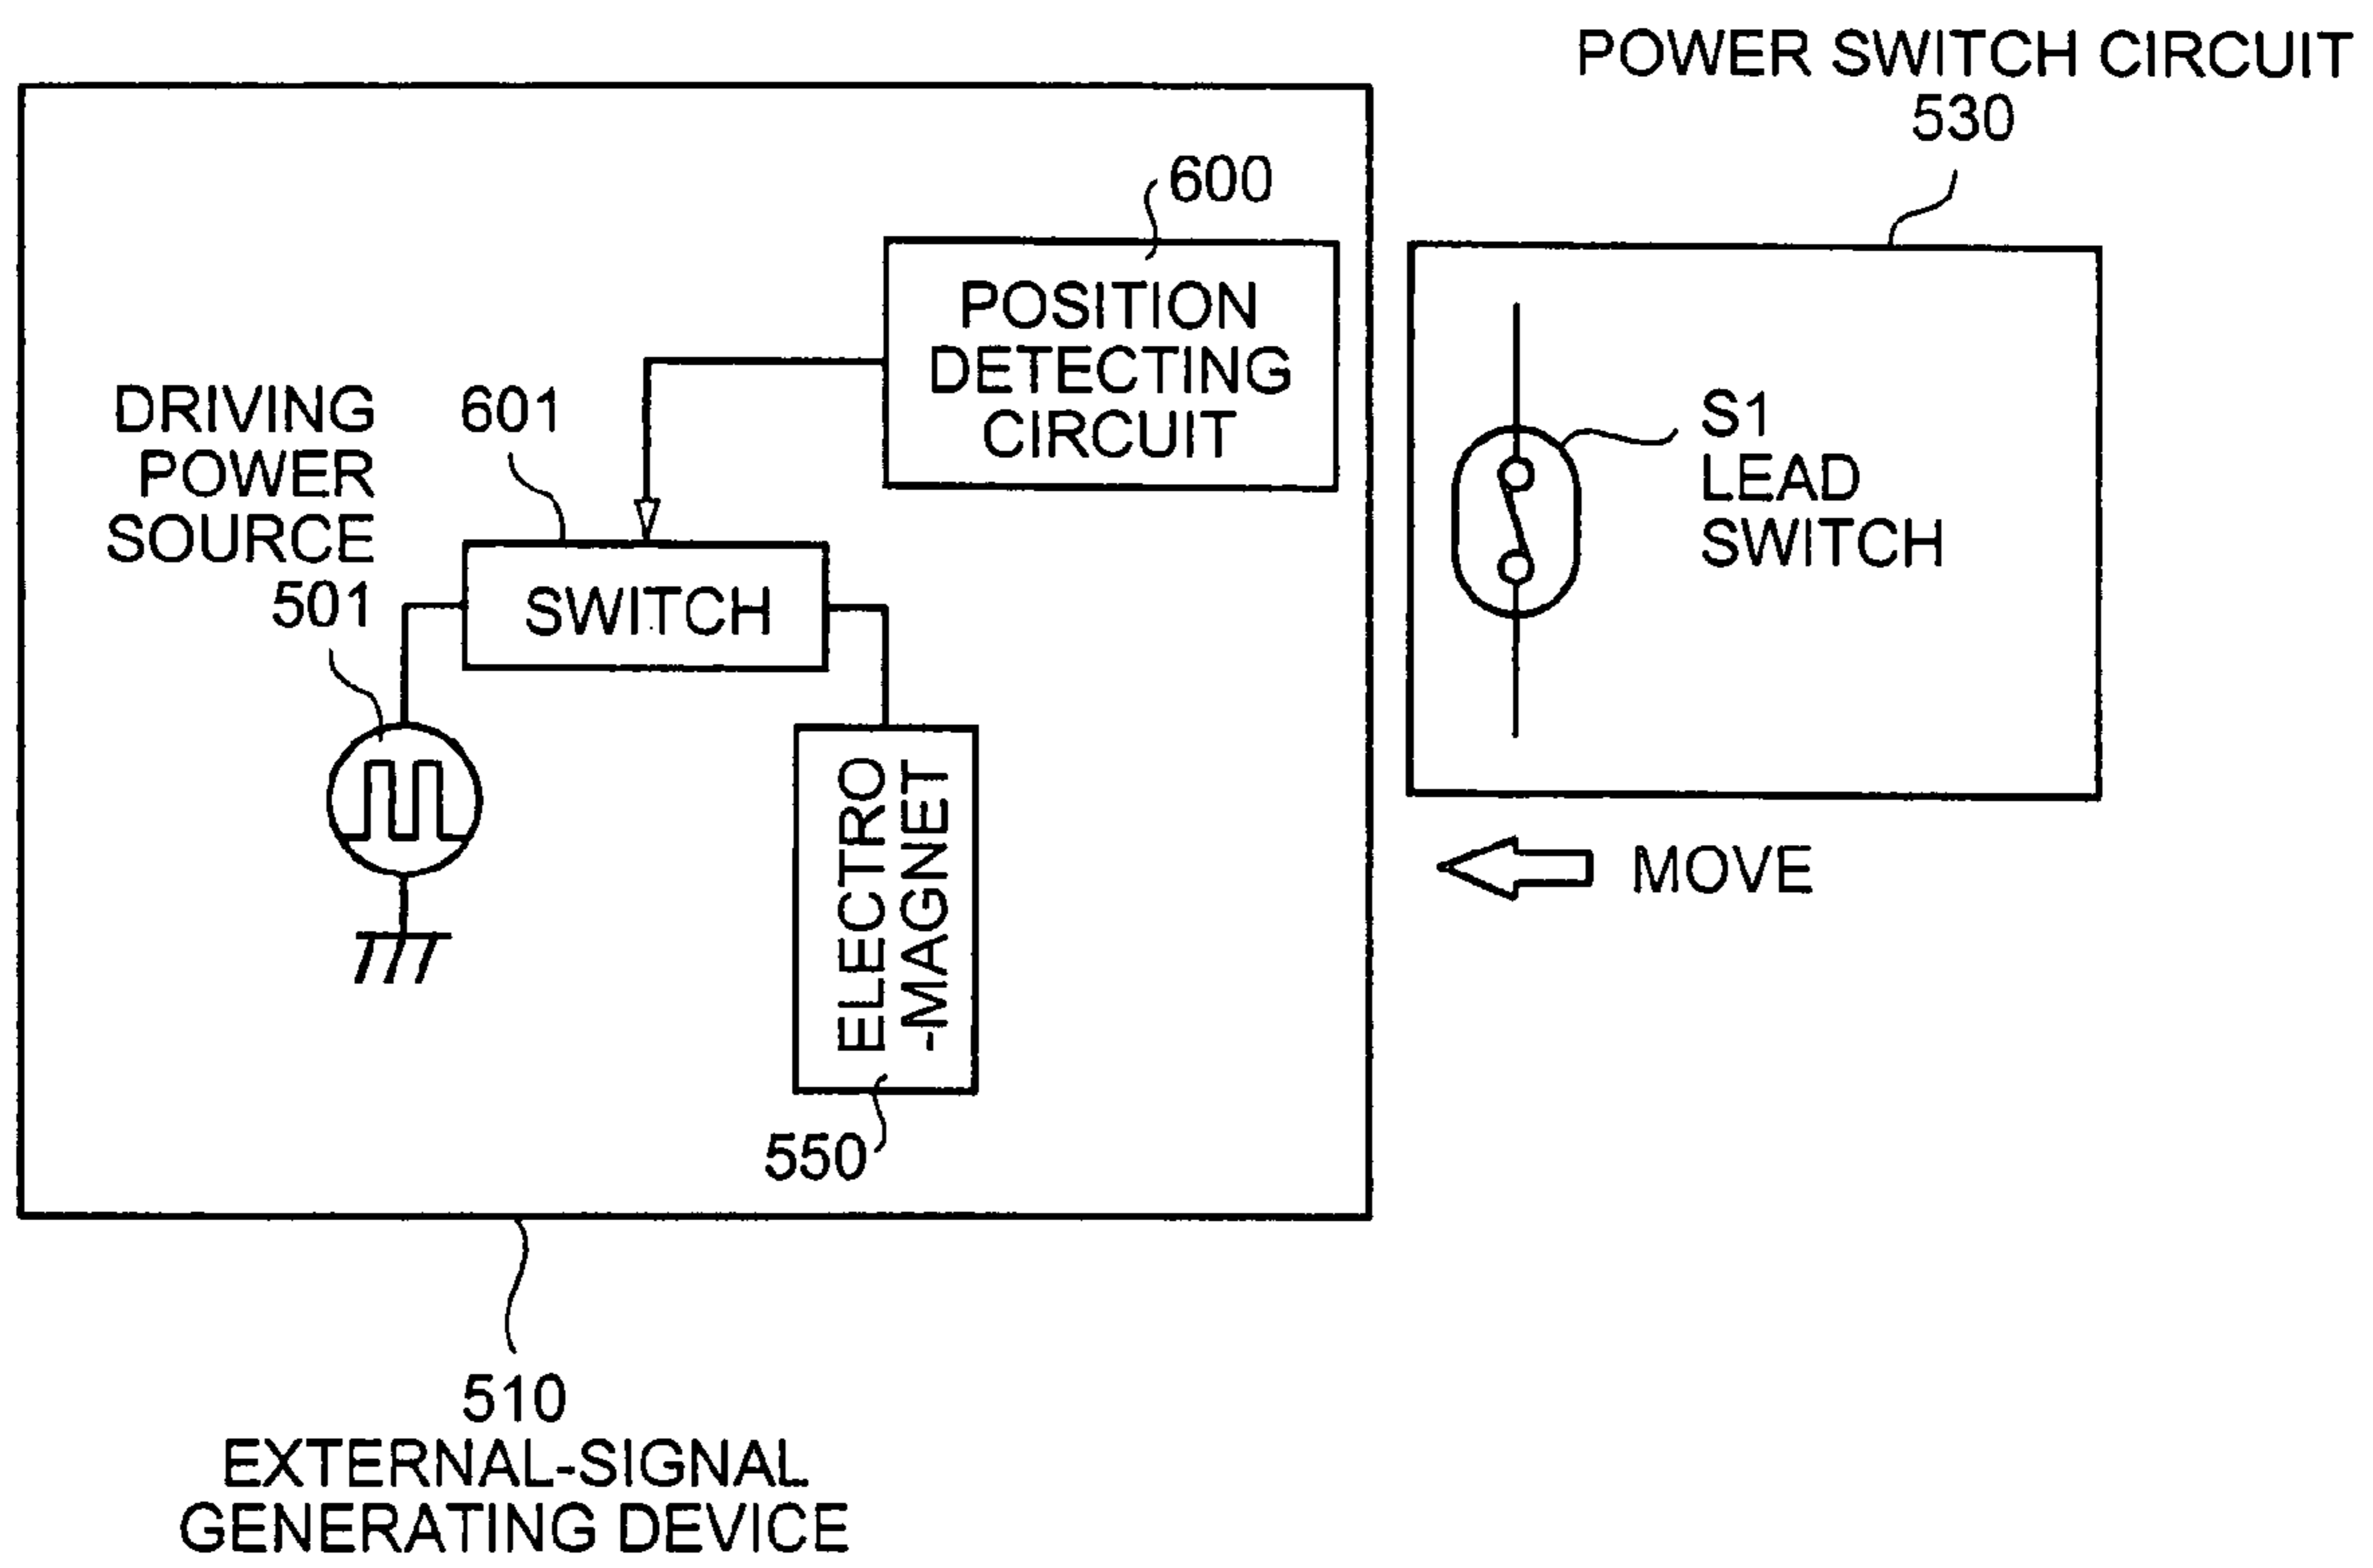 POWER SWITCH CIRCUIT
530
600
POSITION
DETECTING
CIRCUIT
DRIVING
POWER
SOURCE
501
601
SWITCH
S1
LEAD
SWITCH
MOVE
ELECTRO
-MAGNET
550
510
EXTERNAL-SIGNAL
GENERATING DEVICE